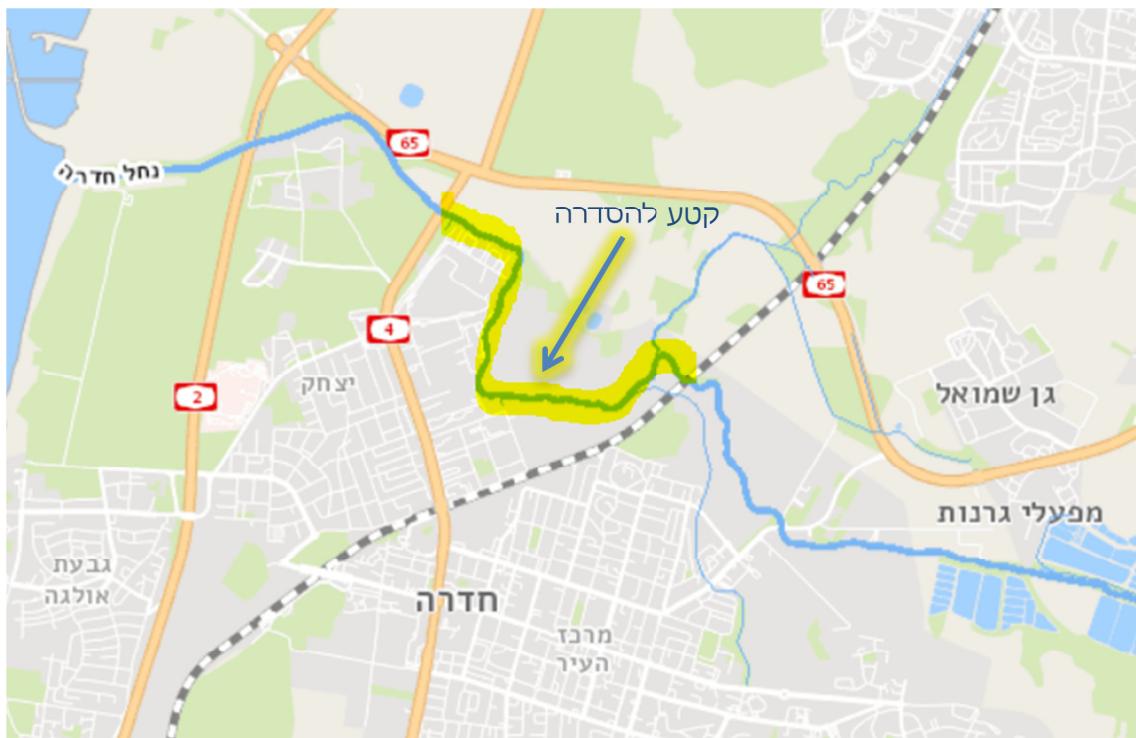 65
נחל חדרה
קטע להסדרה
65
4
יצחק
2
גן שמואל
מפעלי גרנות
גבעת
אולגה
חדרה
מרכז
העיר